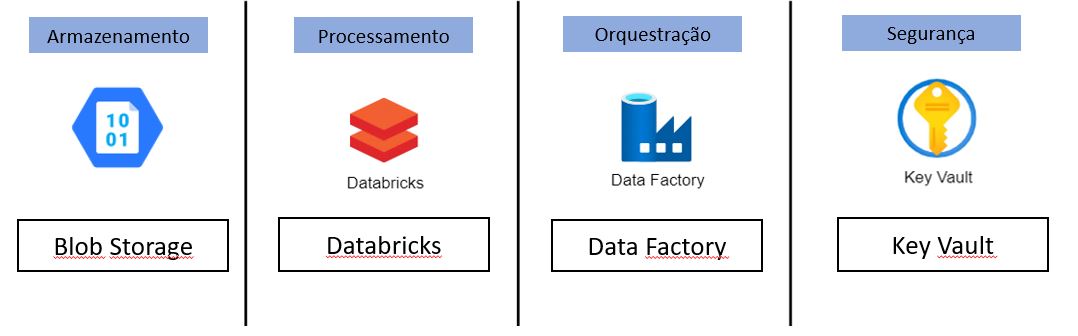 Armazenamento
10
01
Blob Storage
Processamento
Databricks
Databricks
Orquestração
Data Factory
Data Factory
Segurança
Key Vault
Key Vault